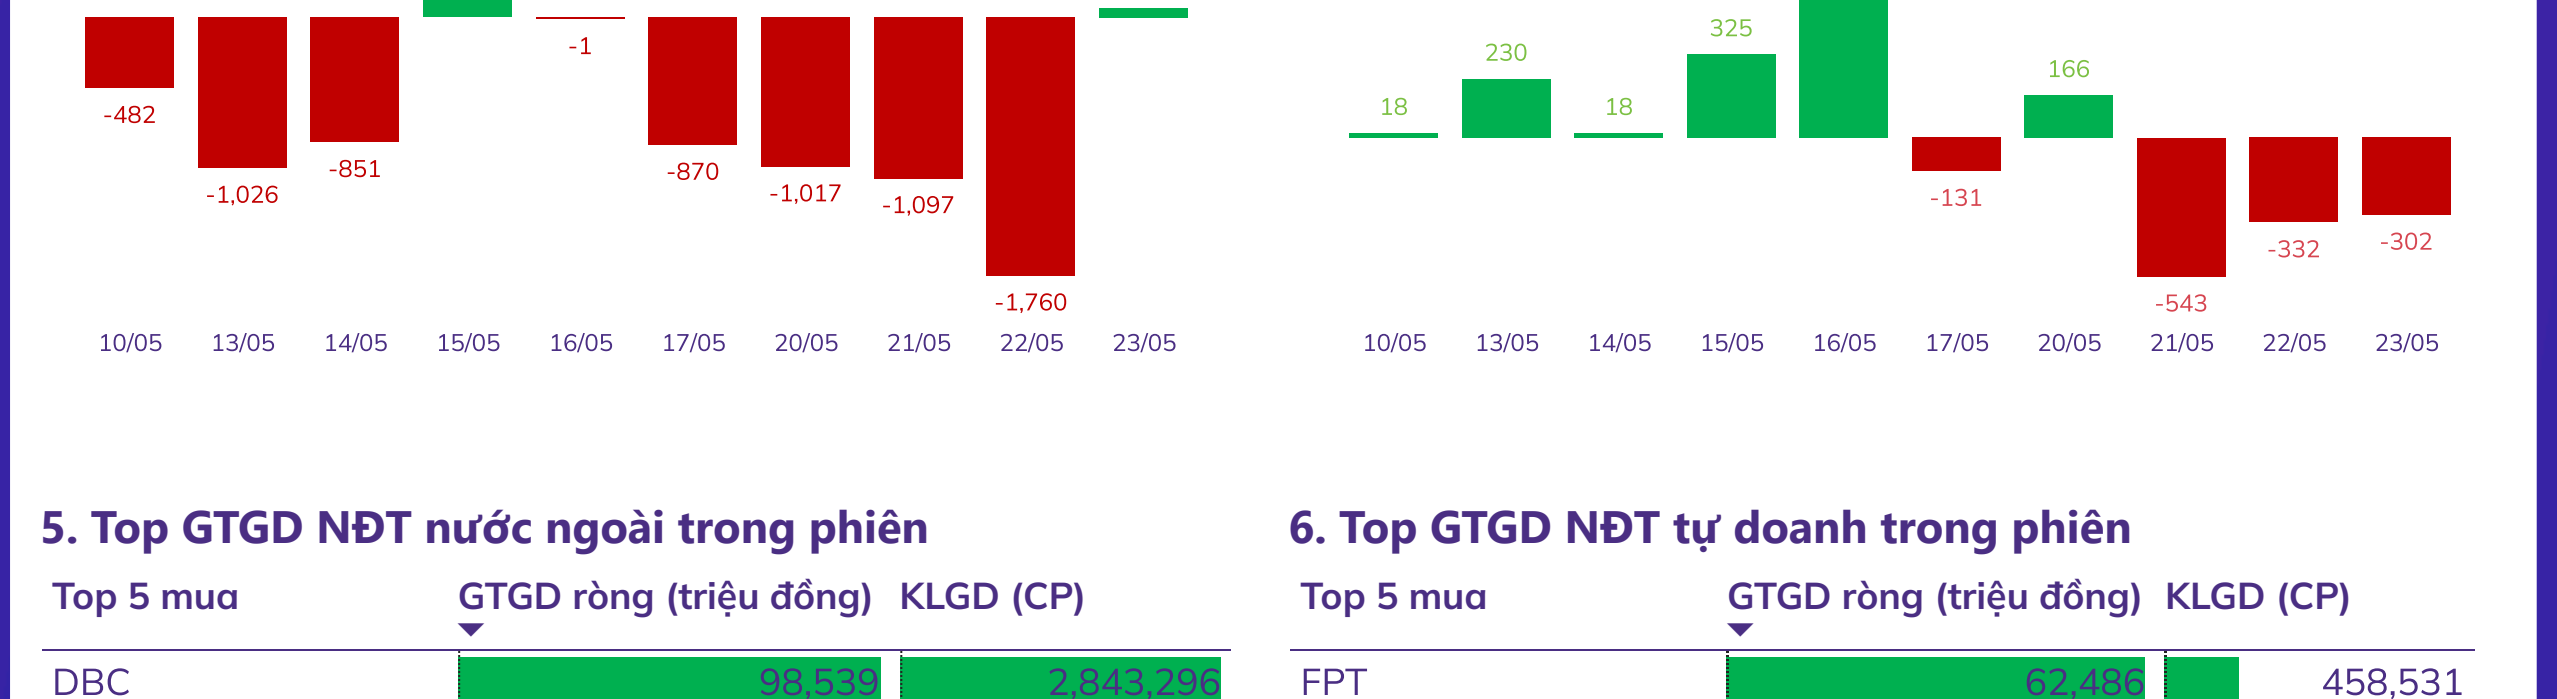 -482
-1,026
-851
-1
-870
-1,017
-1,097
-1,760
10/05 13/05 14/05 15/05 16/05 17/05 20/05 21/05 22/05 23/05
18
230
18
325
-131
166
-543
-332
-302
10/05 13/05 14/05 15/05 16/05 17/05 20/05 21/05 22/05 23/05
5. Top GTGD NĐT nước ngoài trong phiên
Top 5 mua GTGD ròng (triệu đồng) KLGD (CP)
DBC 98,539 2,843,296
6. Top GTGD NĐT tự doanh trong phiên
Top 5 mua GTGD ròng (triệu đồng) KLGD (CP)
FPT 62,486 458,531